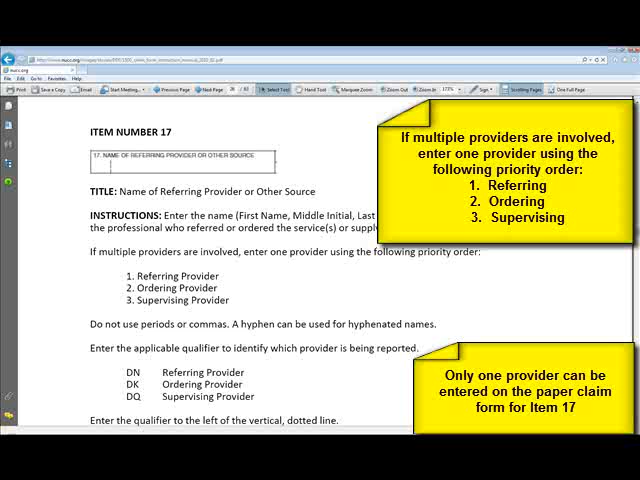 nucc.org
File Edit Go to Favorites Help
Print Save a Copy Email Start Meeting... Previous Page Next Page 26 / 63 Select Tool Hand Tool Marquee Zoom Zoom Out Zoom In 173% Sign Scrolling Pages One Full Page
ITEM NUMBER 17
17. NAME OF REFERRING PROVIDER OR OTHER SOURCE
TITLE: Name of Referring Provider or Other Source
INSTRUCTIONS: Enter the name (First Name, Middle Initial, Last
the professional who referred or ordered the service(s) or suppl
If multiple providers are involved, enter one provider using the following priority order:
1. Referring Provider
2. Ordering Provider
3. Supervising Provider
Do not use periods or commas. A hyphen can be used for hyphenated names.
Enter the applicable qualifier to identify which provider is being reported.
DN Referring Provider
DK Ordering Provider
DQ Supervising Provider
Enter the qualifier to the left of the vertical, dotted line.
If multiple providers are involved,
enter one provider using the
following priority order:
1. Referring
2. Ordering
3. Supervising
Only one provider can be
entered on the paper claim
form for Item 17